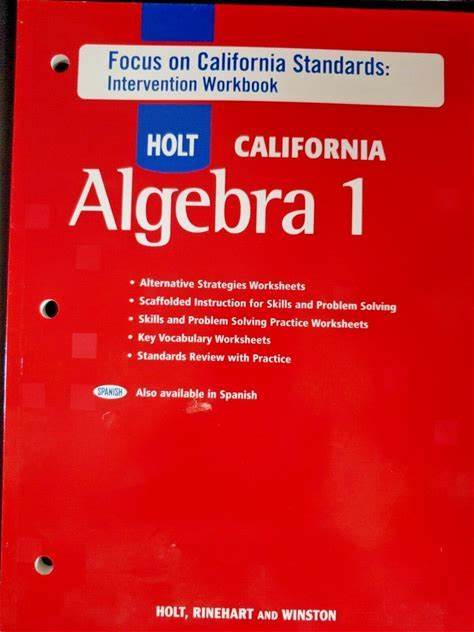 Focus on California Standards:
Intervention Workbook
HOLT CALIFORNIA
Algebra 1
• Alternative Strategies Worksheets
• Scaffolded Instruction for Skills and Problem Solving
• Skills and Problem Solving Practice Worksheets
• Key Vocabulary Worksheets
• Standards Review with Practice
SPANISH Also available in Spanish
HOLT, RINEHART AND WINSTON